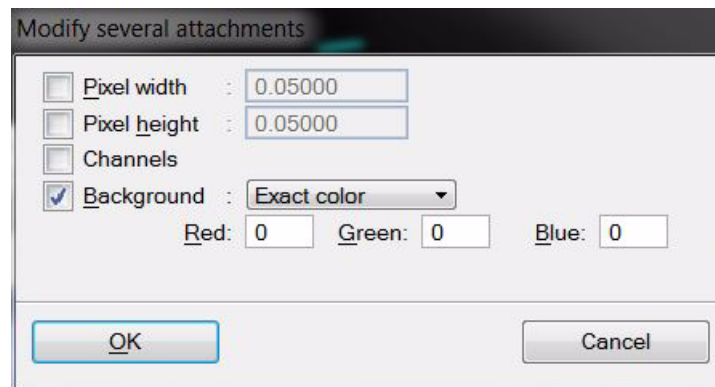 Modify several attachments
Pixel width : 0.05000
Pixel height : 0.05000
Channels
Background : Exact color
Red: 0 Green: 0 Blue: 0
OK Cancel